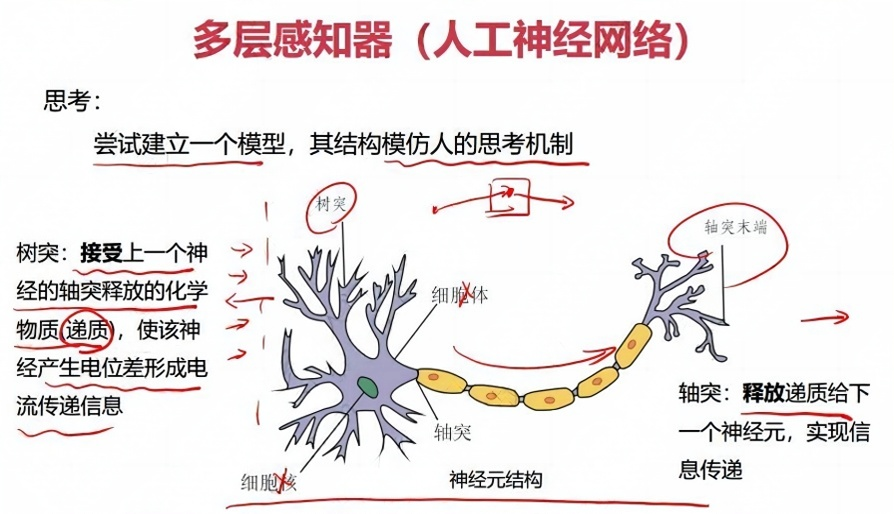 多层感知器（人工神经网络）
思考：
尝试建立一个模型，其结构模仿人的思考机制
树突
轴突末端
树突：接受上一个神
经的轴突释放的化学
物质(递质)，使该神
经产生电位差形成电
流传递信息
细胞体
轴突
细胞核
神经元结构
轴突：释放递质给下
一个神经元，实现信
息传递